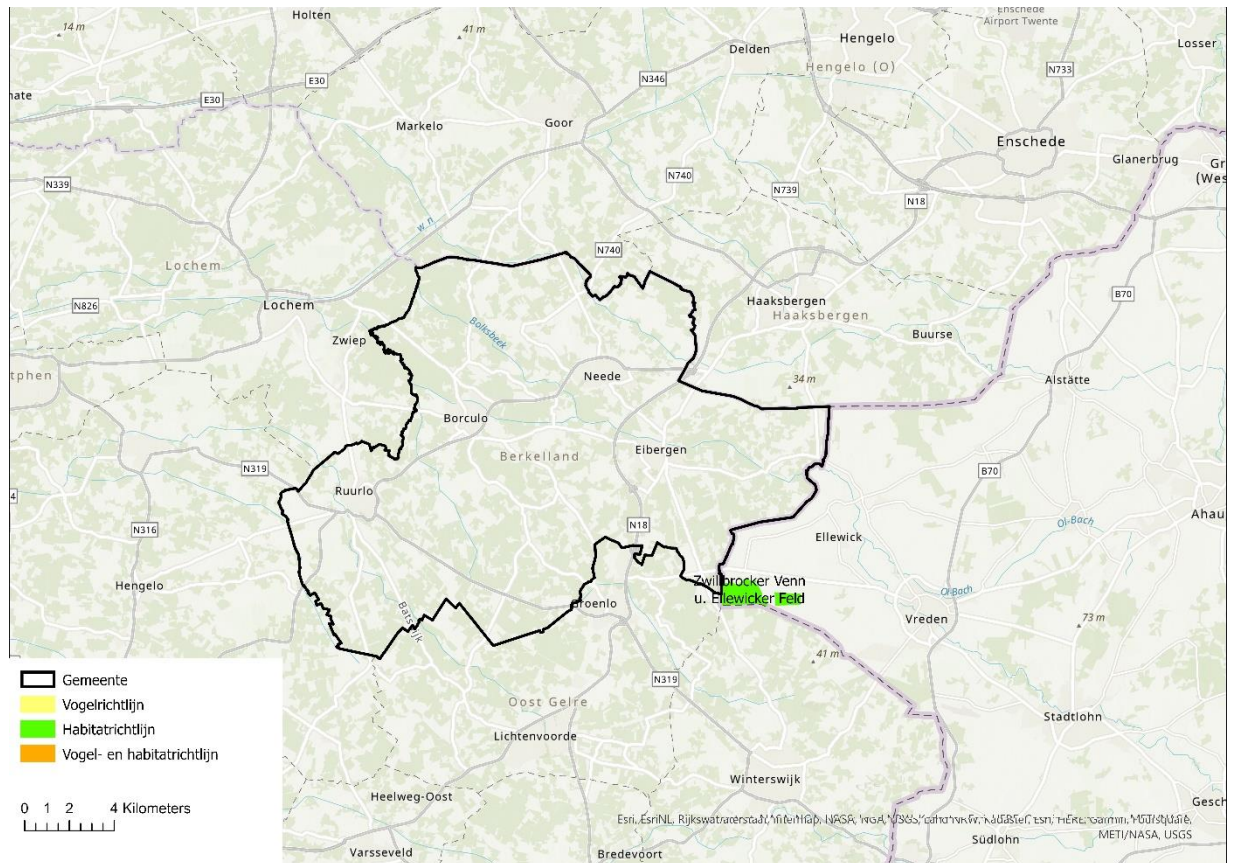 14 m
Holten
41 m
Enschede
Airport Twente
Delden
Hengelo
Hengelo (O)
Losser
N346
N733
E30
E30
Markelo
Goor
Enschede
Glanerbrug
Gr
(Wes
N339
N740
N739
N18
N740
Lochem
Lochem
N826
B70
Haaksbergen
Haaksbergen
Buurse
Zwiep
Bolksbeek
Neede
34 m
Alstätte
tphen
Borculo
Berkelland
Eibergen
N319
B70
Ruurlo
N316
N18
Ol-Bach
Ahau
Ellewick
Hengelo
Zwillbrocker Venn
u. Ellewicker Feld
Groenlo
Vreden
73 m
41 m
N319
Oost Gelre
Stadtlohn
Lichtenvoorde
Winterswijk
Heelweg-Oost
Gesch
Varsseveld
Bredevoort
Südlohn
METI/NASA, USGS
Gemeente
Vogelrichtlijn
Habitatrichtlijn
Vogel- en habitatrichtlijn
0 1 2 4 Kilometers